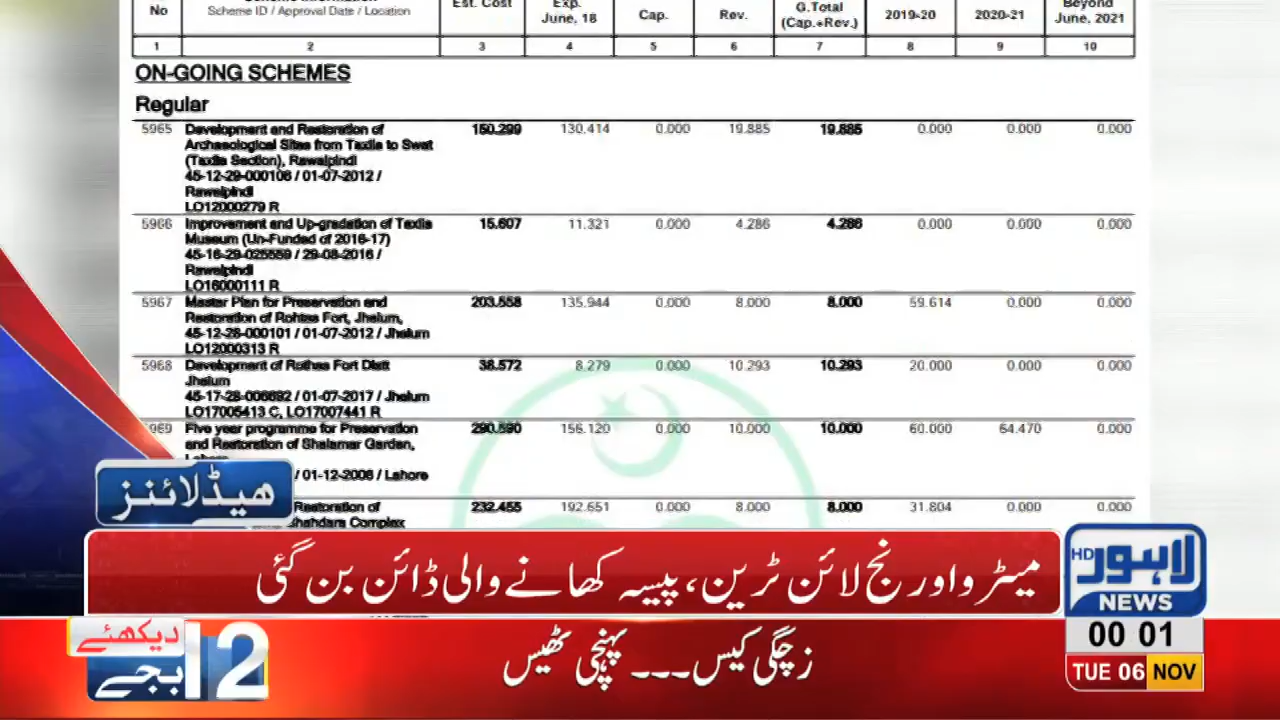 No
Scheme ID / Approval Date / Location
Est. Cost
Exp. June, 18
Cap.
Rev.
G.Total (Cap.+Rev.)
2019-20
2020-21
Beyond June, 2021
1 2 3 4 5 6 7 8 9 10
ON-GOING SCHEMES
Regular
5965 Development and Restoration of 150.299 130.414 0.000 19.885 19.885 0.000 0.000 0.000
Archaeological Sites from Taxila to Swat
(Taxila Section), Rawalpindi
45-12-29-000106 / 01-07-2012 /
Rawalpindi
LO12000279 R
5966 Improvement and Up-gradation of Taxila 15.607 11.321 0.000 4.286 4.286 0.000 0.000 0.000
Museum (Un-Funded of 2016-17)
45-16-29-025559 / 29-08-2016 /
Rawalpindi
LO16000111 R
5967 Master Plan for Preservation and 203.558 135.944 0.000 8.000 8.000 59.614 0.000 0.000
Restoration of Rohtas Fort, Jhelum,
45-12-28-000101 / 01-07-2012 / Jhelum
LO12000313 R
5968 Development of Rothas Fort Distt 38.572 8.279 0.000 10.293 10.293 20.000 0.000 0.000
Jhelum
45-17-28-006692 / 01-07-2017 / Jhelum
LO17005413 C, LO17007441 R
969 Five year programme for Preservation 290.590 156.120 0.000 10.000 10.000 60.000 64.470 0.000
and Restoration of Shalamar Garden,
/ 01-12-2006 / Lahore
Restoration of 232.455 192.651 0.000 8.000 8.000 31.804 0.000 0.000
Shahdara Complex
ہیڈلائنز
میٹرو اورنج لائن ٹرین، پیسہ کھانے والی ڈائن بن گئی
لاہور
HD
NEWS
00 01
TUE 06 NOV
دیکھئے
12 بجے
زچگی کیس ۔۔۔ پہنچی ٹھیس